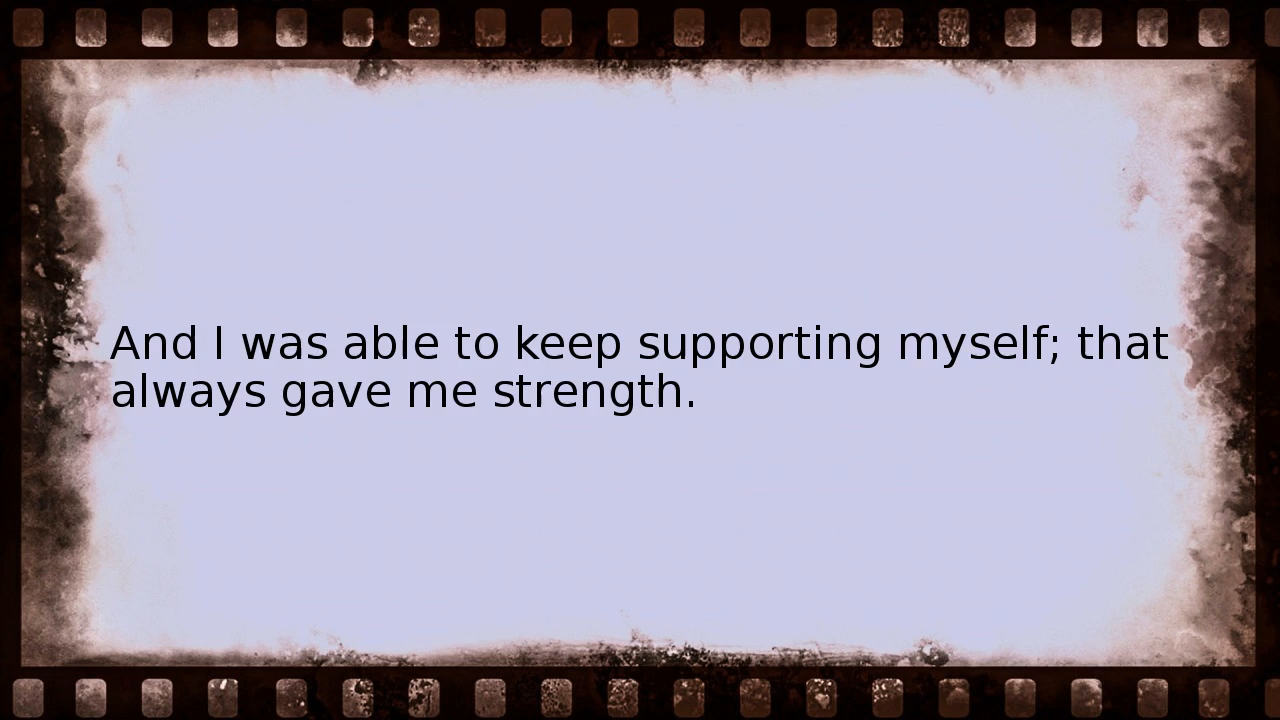 And I was able to keep supporting myself; that
always gave me strength.